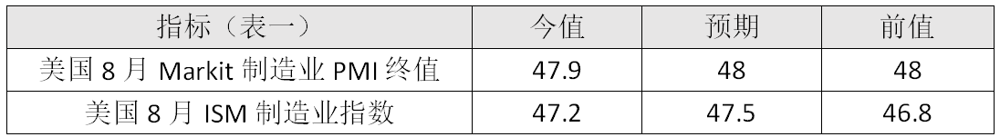 指标（表一） 今值 预期 前值
美国 8 月 Markit 制造业 PMI 终值 47.9 48 48
美国 8 月 ISM 制造业指数 47.2 47.5 46.8